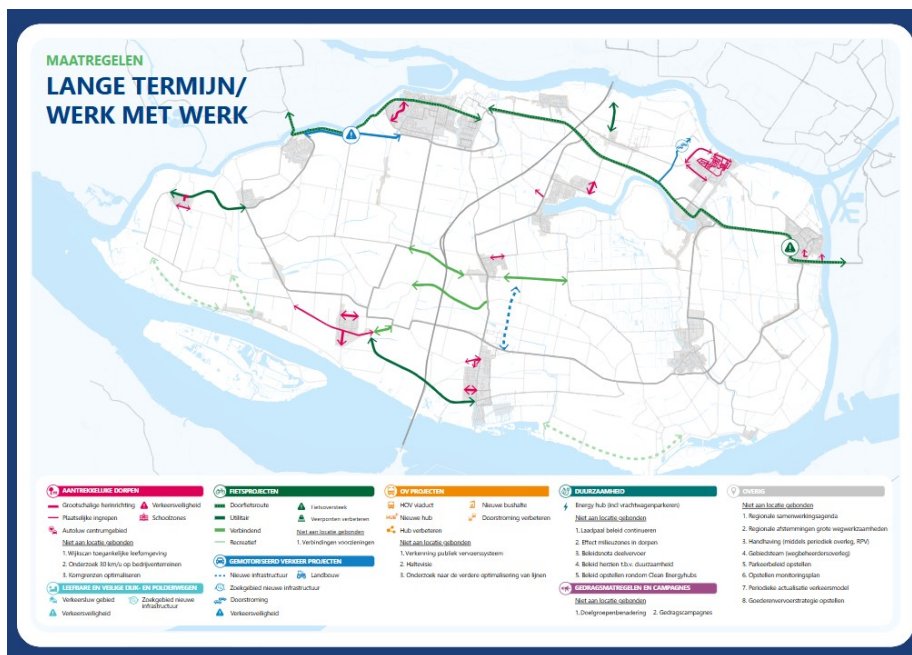 MAATREGELEN
LANGE TERMIJN/
WERK MET WERK
AANTREKKELIJKE DORPEN
Grootschalige herinrichting
Verkeersveiligheid
Plaatselijke ingrepen
Schoolzones
Autoluw centrumgebied
Niet aan locatie gebonden
1. Wijkscan toegankelijke leefomgeving
2. Onderzoek 30 km/u op bedrijventerreinen
3. Komgrenzen optimaliseren
LEEFBARE EN VEILIGE DIJK- EN POLDERWEGEN
Verkeersluw gebied
Zoekgebied nieuwe
infrastructuur
Verkeersveiligheid
FIETSPROJECTEN
Doorfietsroute
Fietsoversteek
Utilitair
Veerponten verbeteren
Verbindend
Niet aan locatie gebonden
Recreatief
1. Verbindingen voorzieningen
GEMOTORISEERD VERKEER PROJECTEN
Nieuwe infrastructuur
Landbouw
Zoekgebied nieuwe infrastructuur
Doorstroming
Verkeersveiligheid
OV PROJECTEN
HOV viaduct
Nieuwe bushalte
Nieuwe hub
Doorstroming verbeteren
Hub verbeteren
Niet aan locatie gebonden
1. Verkenning publiek vervoersysteem
2. Haltevisie
3. Onderzoek naar de verdere optimalisering van lijnen
DUURZAAMHEID
Energy hub (incl vrachtwagenparkeren)
Niet aan locatie gebonden
1. Laadpaal beleid continueren
2. Effect milieuzones in dorpen
3. Beleidsnota deelvervoer
4. Beleid hestien t.b.v. duurzaamheid
5. Beleid opstellen rondom Clean Energyhubs
GEDRAGSMATREGELEN EN CAMPAGNES
Niet aan locatie gebonden
1.Doelgroepenbenadering
2. Gedragscampagnes
OVERIG
Niet aan locatie gebonden
1. Regionale samenwerkingsagenda
2. Regionale afstemmingen grote wegwerkzaamheden
3. Handhaving (middels periodiek overleg, RPV)
4. Gebiedsteam (wegbeheerdersoverleg)
5. Parkeerbeleid opstellen
6. Opstellen monitoringsplan
7. Periodieke actualisatie verkeersmodel
8. Goederenvervoerstrategie opstellen